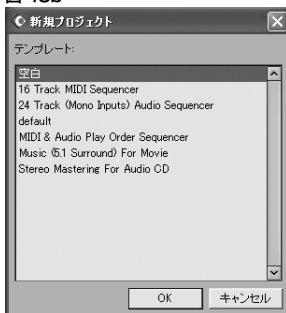 新規プロジェクト
テンプレート:
空白
16 Track MIDI Sequencer
24 Track (Mono Inputs) Audio Sequencer
default
MIDI & Audio Play Order Sequencer
Music (5.1 Surround) For Movie
Stereo Mastering For Audio CD
OK
キャンセル